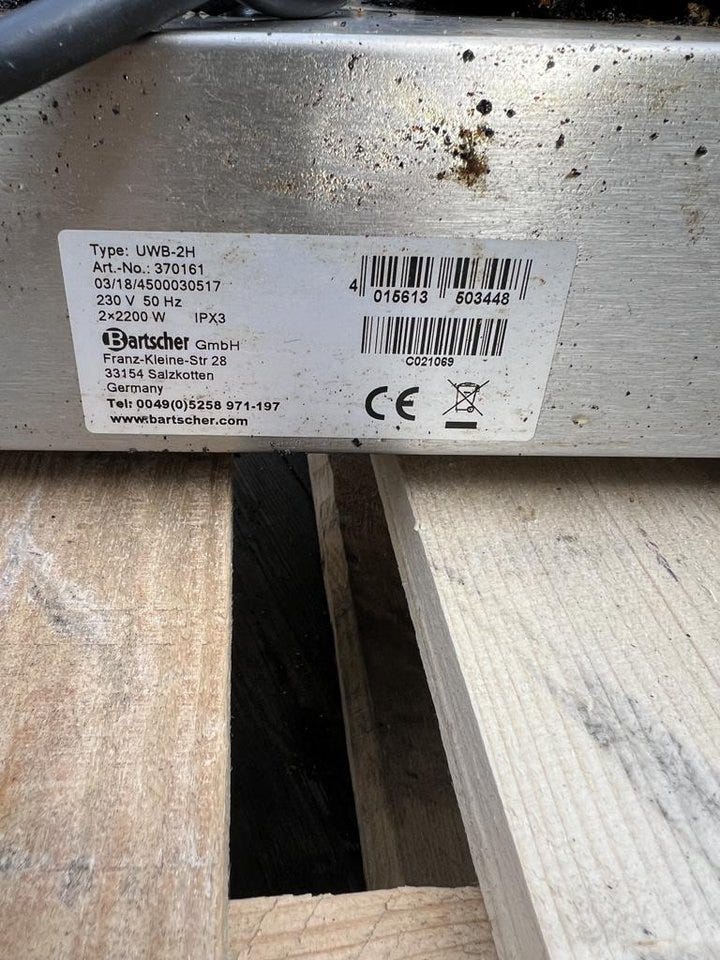 Type: UWB-2H
Art.-No.: 370161
03/18/4500030517
230 V 50 Hz
2×2200 W IPX3
Bartscher GmbH
Franz-Kleine-Str 28
33154 Salzkotten
Germany
Tel: 0049(0)5258 971-197
www.bartscher.com
4 015613 503448
C021069
CE